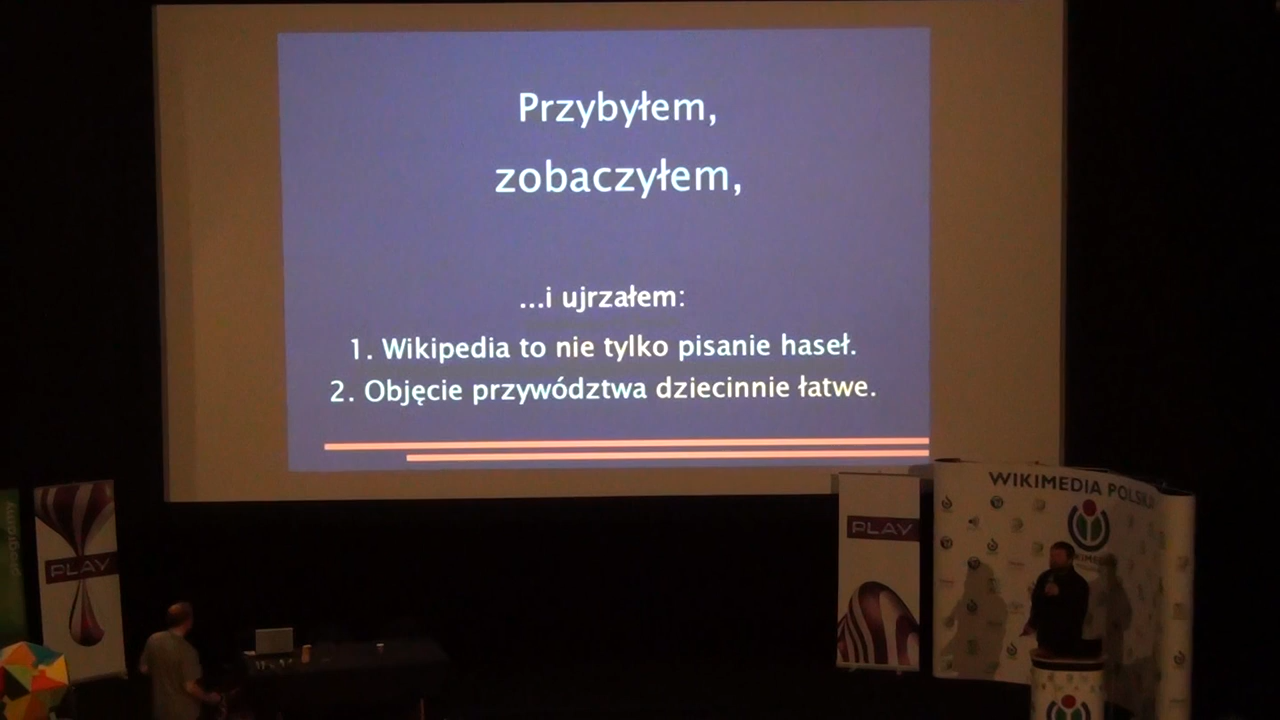 Przybyłem,
zobaczyłem,
...i ujrzałem:
1. Wikipedia to nie tylko pisanie haseł.
2. Objęcie przywództwa dziecinnie łatwe.
WIKIMEDIA POLSKA
PLAY
PLAY
programy